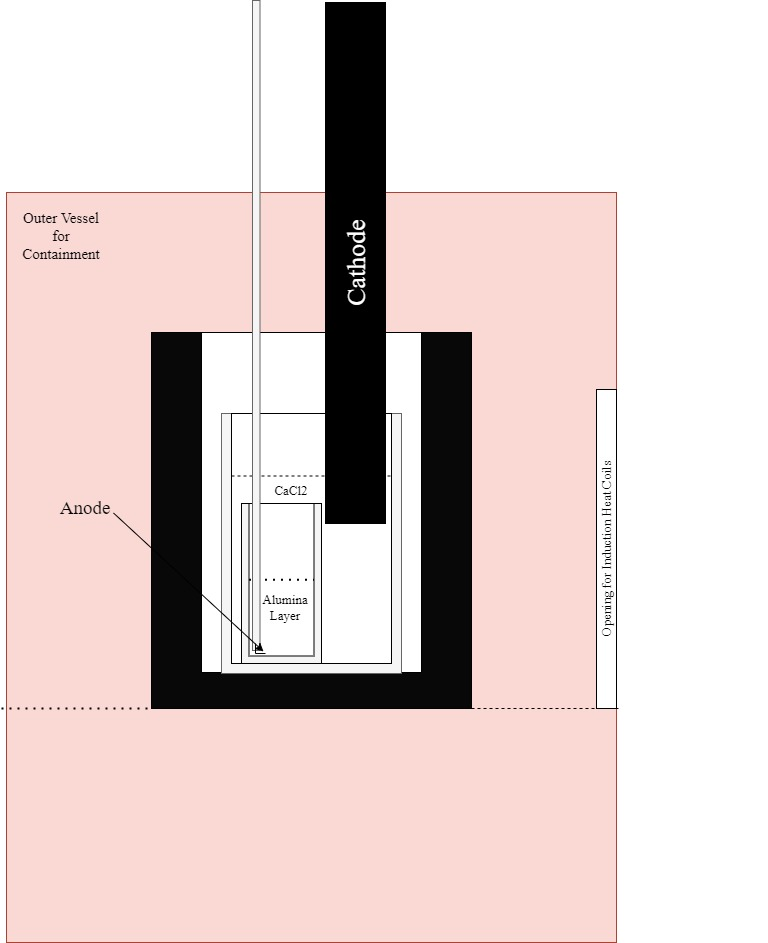 Outer Vessel
for
Containment
Cathode
CaCl2
Anode
Alumina
Layer
Opening for Induction Heat Coils